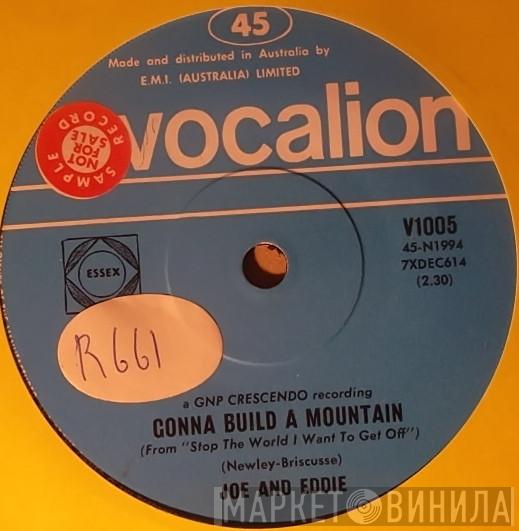 45
Made and distributed in Australia by
E.M.I. (AUSTRALIA) LIMITED
vocalion
SAMPLE RECORD
NOT
FOR
SALE
V1005
45-N1994
7XDEC614
(2.30)
ESSEX
R661
a GNP CRESCENDO recording
GONNA BUILD A MOUNTAIN
(From "Stop The World I Want To Get Off")
(Newley-Briscusse)
JOE AND EDDIE
МАРКЕТ ВИНИЛА